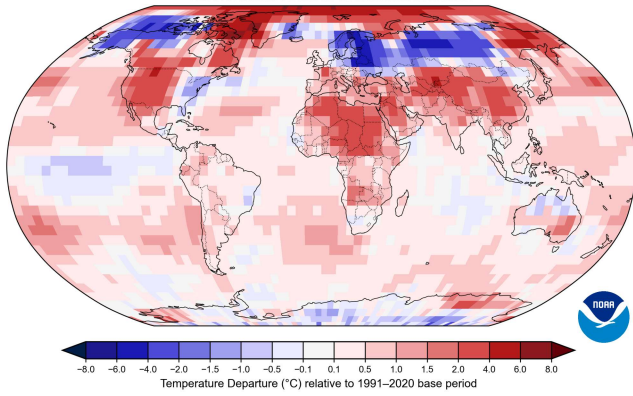 NOAA
-8.0 -6.0 -4.0 -2.0 -1.5 -1.0 -0.5 -0.1 0.1 0.5 1.0 1.5 2.0 4.0 6.0 8.0
Temperature Departure (°C) relative to 1991–2020 base period